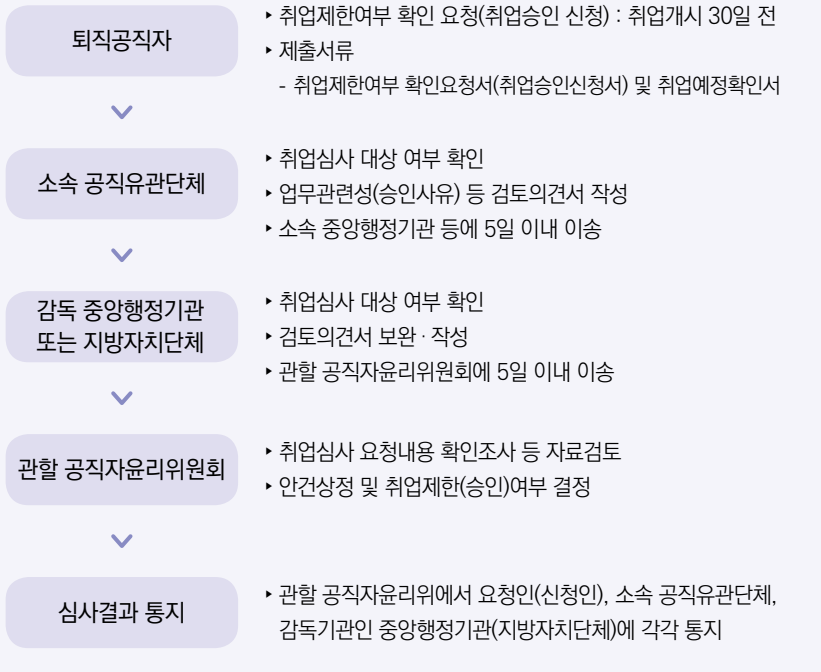 퇴직공직자
‣ 취업제한여부 확인 요청(취업승인 신청) : 취업개시 30일 전
‣ 제출서류
- 취업제한여부 확인요청서(취업승인신청서) 및 취업예정확인서
소속 공직유관단체
‣ 취업심사 대상 여부 확인
‣ 업무관련성(승인사유) 등 검토의견서 작성
‣ 소속 중앙행정기관 등에 5일 이내 이송
감독 중앙행정기관
또는 지방자치단체
‣ 취업심사 대상 여부 확인
‣ 검토의견서 보완 · 작성
‣ 관할 공직자윤리위원회에 5일 이내 이송
관할 공직자윤리위원회
‣ 취업심사 요청내용 확인조사 등 자료검토
‣ 안건상정 및 취업제한(승인)여부 결정
심사결과 통지
‣ 관할 공직자윤리위에서 요청인(신청인), 소속 공직유관단체,
감독기관인 중앙행정기관(지방자치단체)에 각각 통지